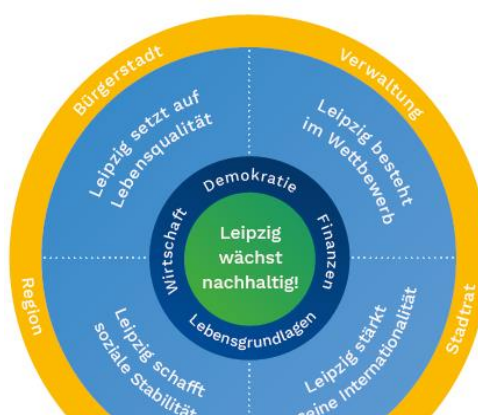 Bürgerstadt
Verwaltung
Leipzig setzt auf
Lebensqualität
Leipzig besteht
im Wettbewerb
Demokratie
Wirtschaft
Finanzen
Leipzig
wächst
nachhaltig!
Lebensgrundlagen
Region
Stadtrat
Leipzig schafft
soziale Stabilität
Leipzig stärkt
seine Internationalität